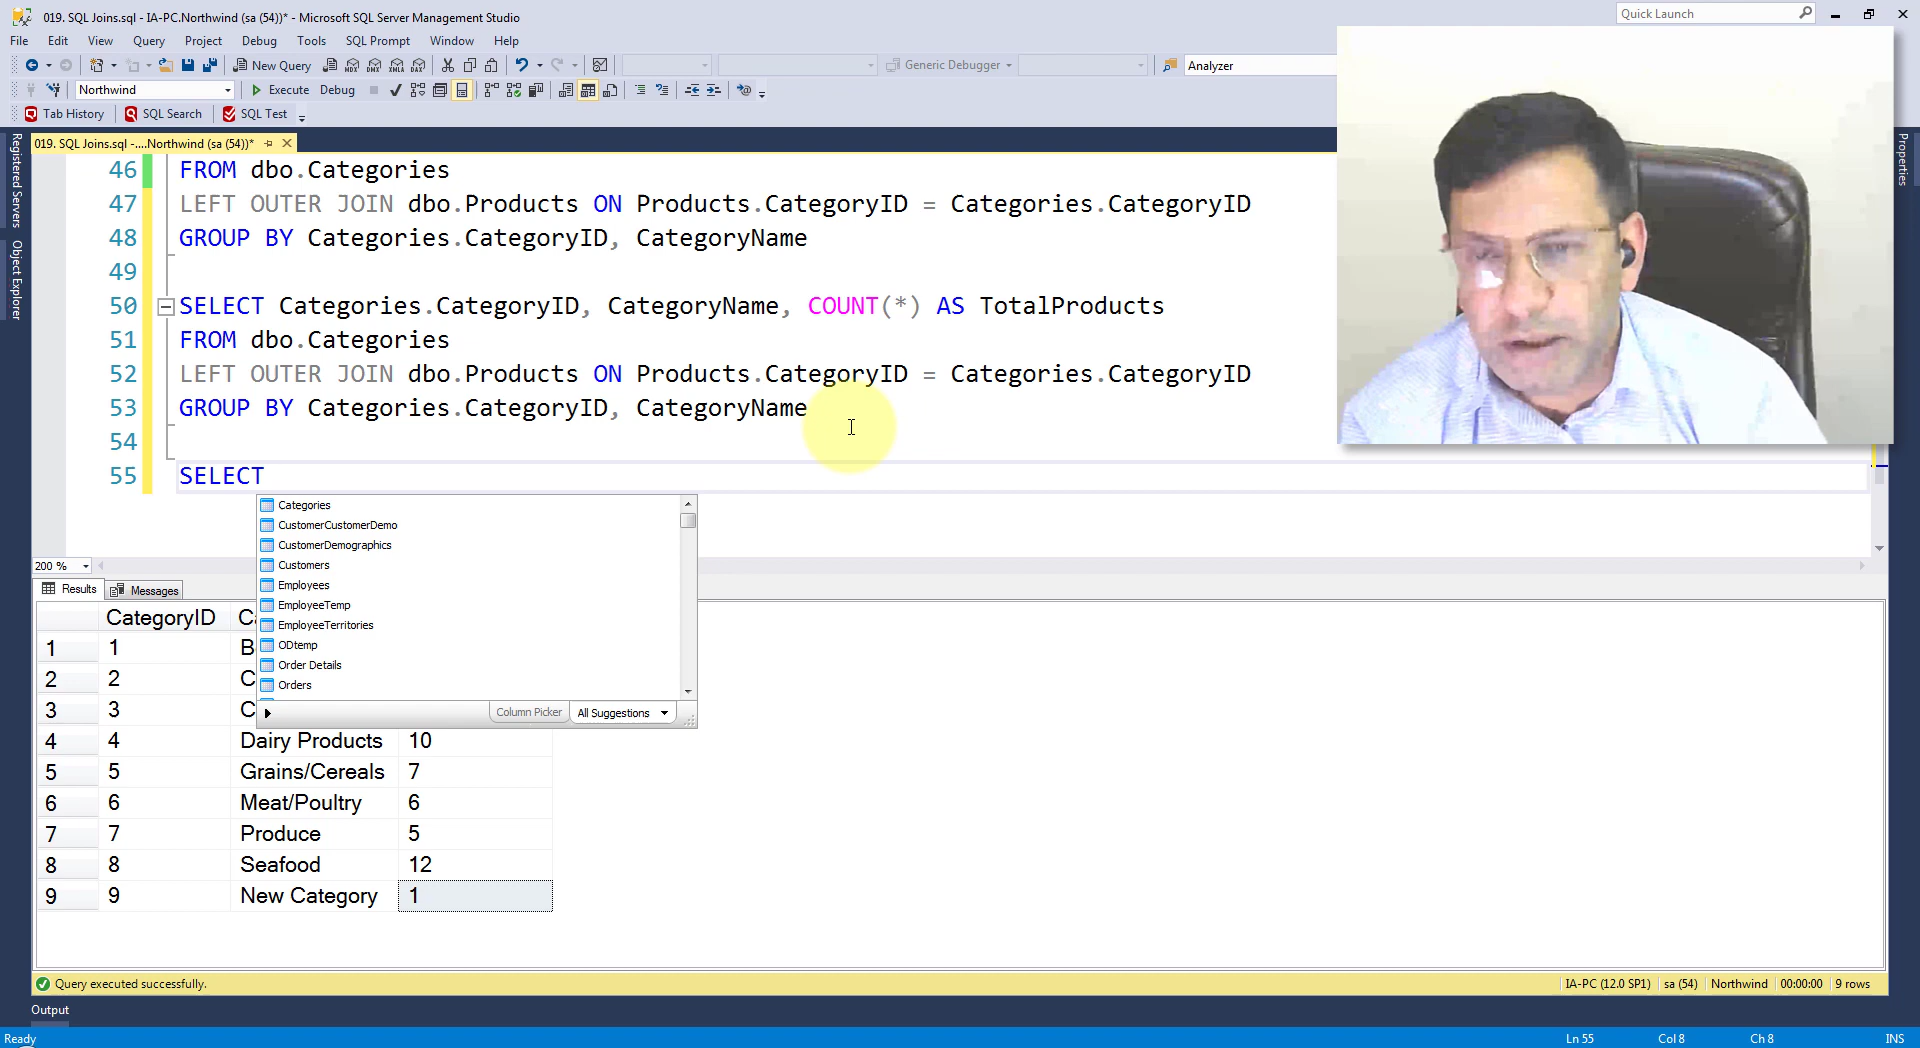 019. SQL Joins.sql - IA-PC.Northwind (sa (54))* - Microsoft SQL Server Management Studio
Quick Launch
File Edit View Query Project Debug Tools SQL Prompt Window Help
New Query
Generic Debugger
Analyzer
Northwind
Execute Debug
Tab History SQL Search SQL Test
019. SQL Joins.sql -....Northwind (sa (54))*
Registered Servers
Object Explorer
Properties
46 FROM dbo.Categories
47 LEFT OUTER JOIN dbo.Products ON Products.CategoryID = Categories.CategoryID
48 GROUP BY Categories.CategoryID, CategoryName
49
50 SELECT Categories.CategoryID, CategoryName, COUNT(*) AS TotalProducts
51 FROM dbo.Categories
52 LEFT OUTER JOIN dbo.Products ON Products.CategoryID = Categories.CategoryID
53 GROUP BY Categories.CategoryID, CategoryName
54
55 SELECT
Categories
CustomerCustomerDemo
CustomerDemographics
Customers
Employees
EmployeeTemp
EmployeeTerritories
ODtemp
Order Details
Orders
Column Picker All Suggestions
200 %
Results Messages
CategoryID
1 1
2 2
3 3
4 4 Dairy Products 10
5 5 Grains/Cereals 7
6 6 Meat/Poultry 6
7 7 Produce 5
8 8 Seafood 12
9 9 New Category 1
Query executed successfully. IA-PC (12.0 SP1) sa (54) Northwind 00:00:00 9 rows
Output
Ready Ln 55 Col 8 Ch 8 INS